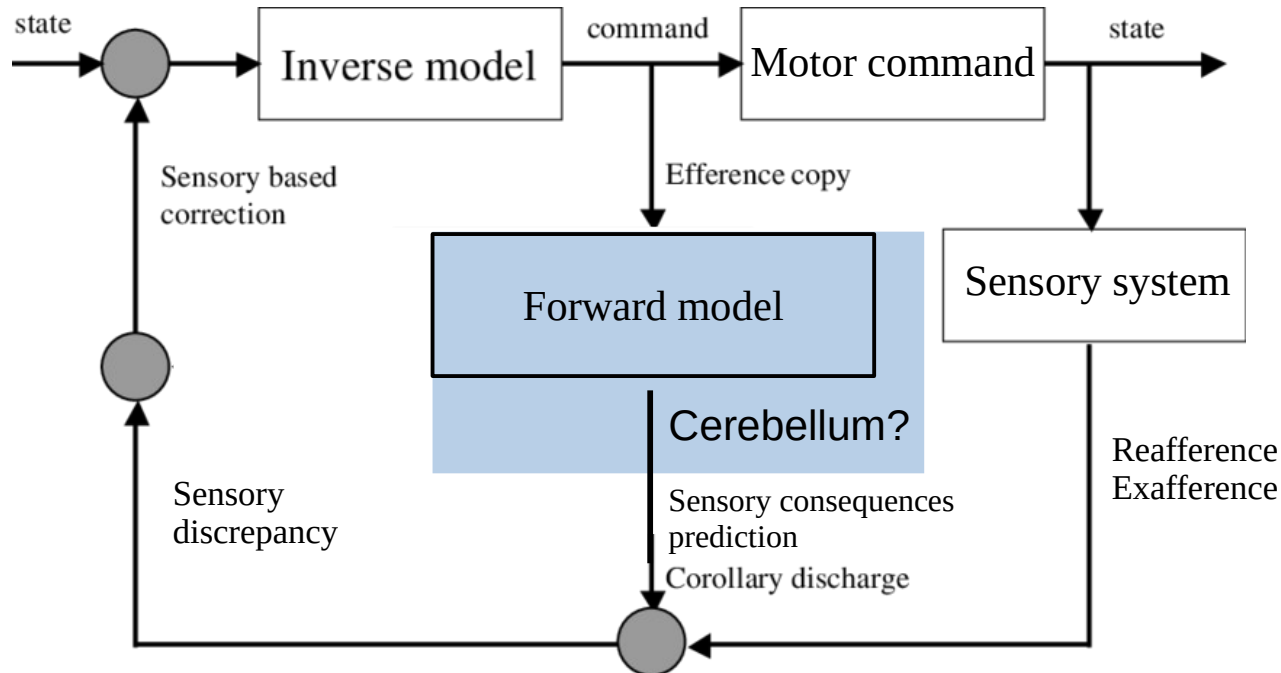 state
command
state
Inverse model
Motor command
Sensory based
correction
Efference copy
Forward model
Sensory system
Cerebellum?
Reafference
Exafference
Sensory
discrepancy
Sensory consequences
prediction
Corollary discharge